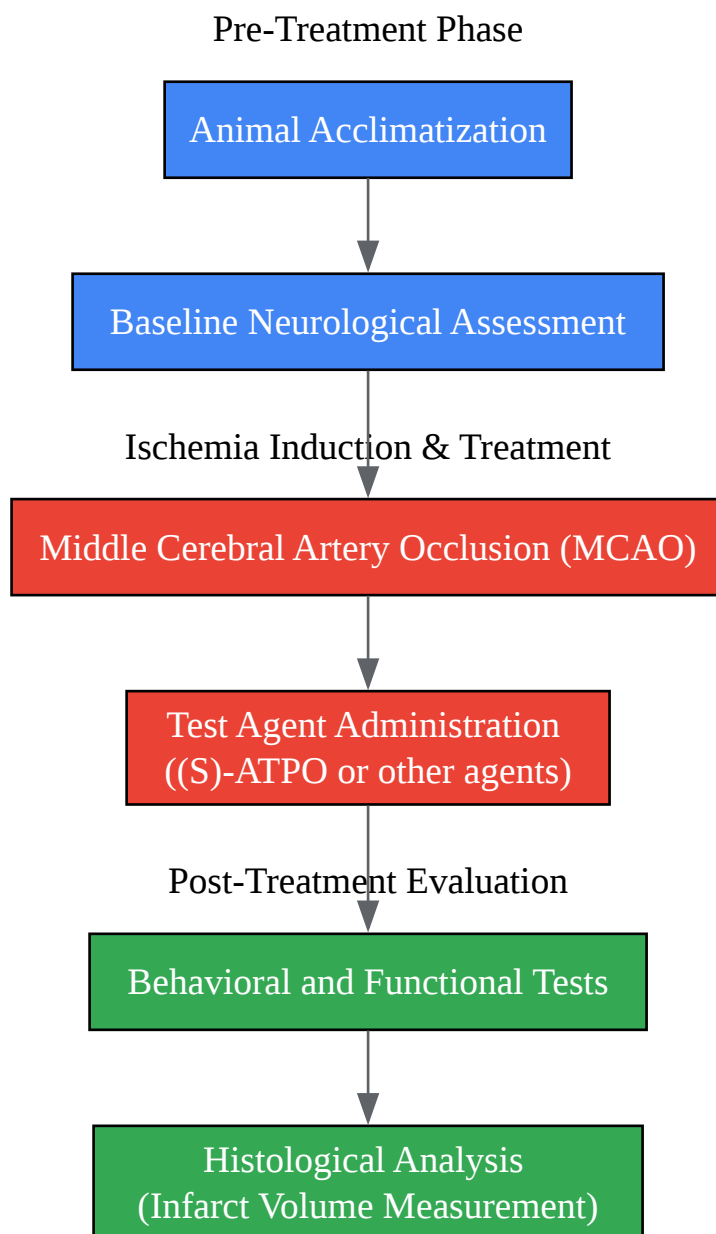 Pre-Treatment Phase
Animal Acclimatization
Baseline Neurological Assessment
Ischemia Induction & Treatment
Middle Cerebral Artery Occlusion (MCAO)
Test Agent Administration
((S)-ATPO or other agents)
Post-Treatment Evaluation
Behavioral and Functional Tests
Histological Analysis
(Infarct Volume Measurement)